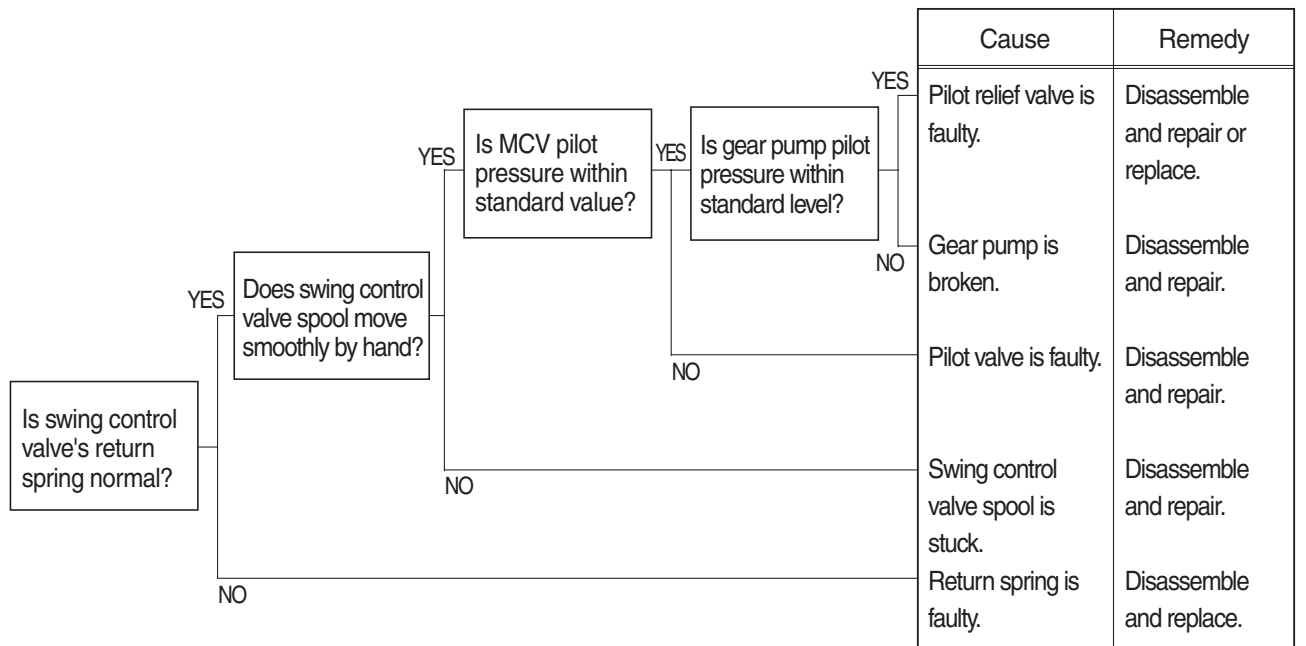 Cause
Remedy
YES
Pilot relief valve is
faulty.
Disassemble
and repair or
replace.
YES
Is MCV pilot
pressure within
standard value?
YES
Is gear pump pilot
pressure within
standard level?
NO
Gear pump is
broken.
Disassemble
and repair.
YES
Does swing control
valve spool move
smoothly by hand?
NO
Pilot valve is faulty.
Disassemble
and repair.
Is swing control
valve's return
spring normal?
NO
Swing control
valve spool is
stuck.
Disassemble
and repair.
NO
Return spring is
faulty.
Disassemble
and replace.